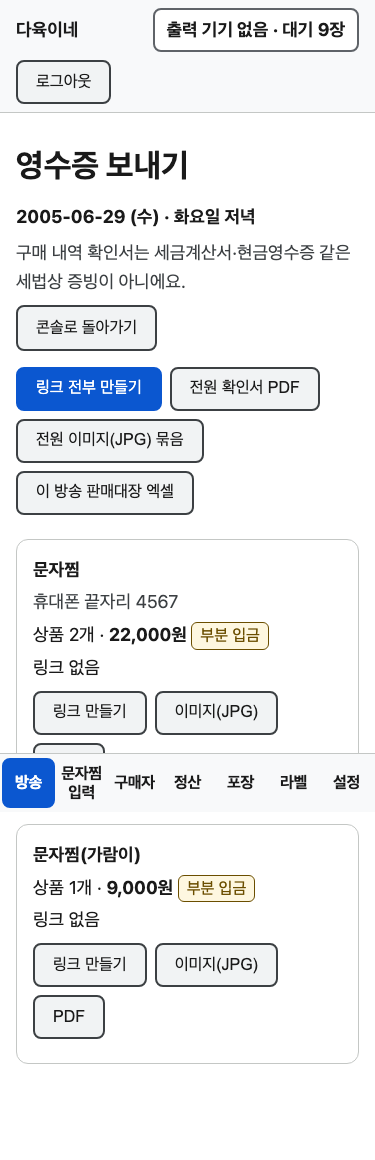 다육이네
출력 기기 없음 · 대기 9장
로그아웃
영수증 보내기
2005-06-29 (수) · 화요일 저녁
구매 내역 확인서는 세금계산서·현금영수증 같은
세법상 증빙이 아니에요.
콘솔로 돌아가기
링크 전부 만들기
전원 확인서 PDF
전원 이미지(JPG) 묶음
이 방송 판매대장 엑셀
문자찜
휴대폰 끝자리 4567
상품 2개 · 22,000원 부분 입금
링크 없음
링크 만들기
이미지(JPG)
방송
문자찜
입력
구매자
정산
포장
라벨
설정
문자찜(가람이)
상품 1개 · 9,000원 부분 입금
링크 없음
링크 만들기
이미지(JPG)
PDF